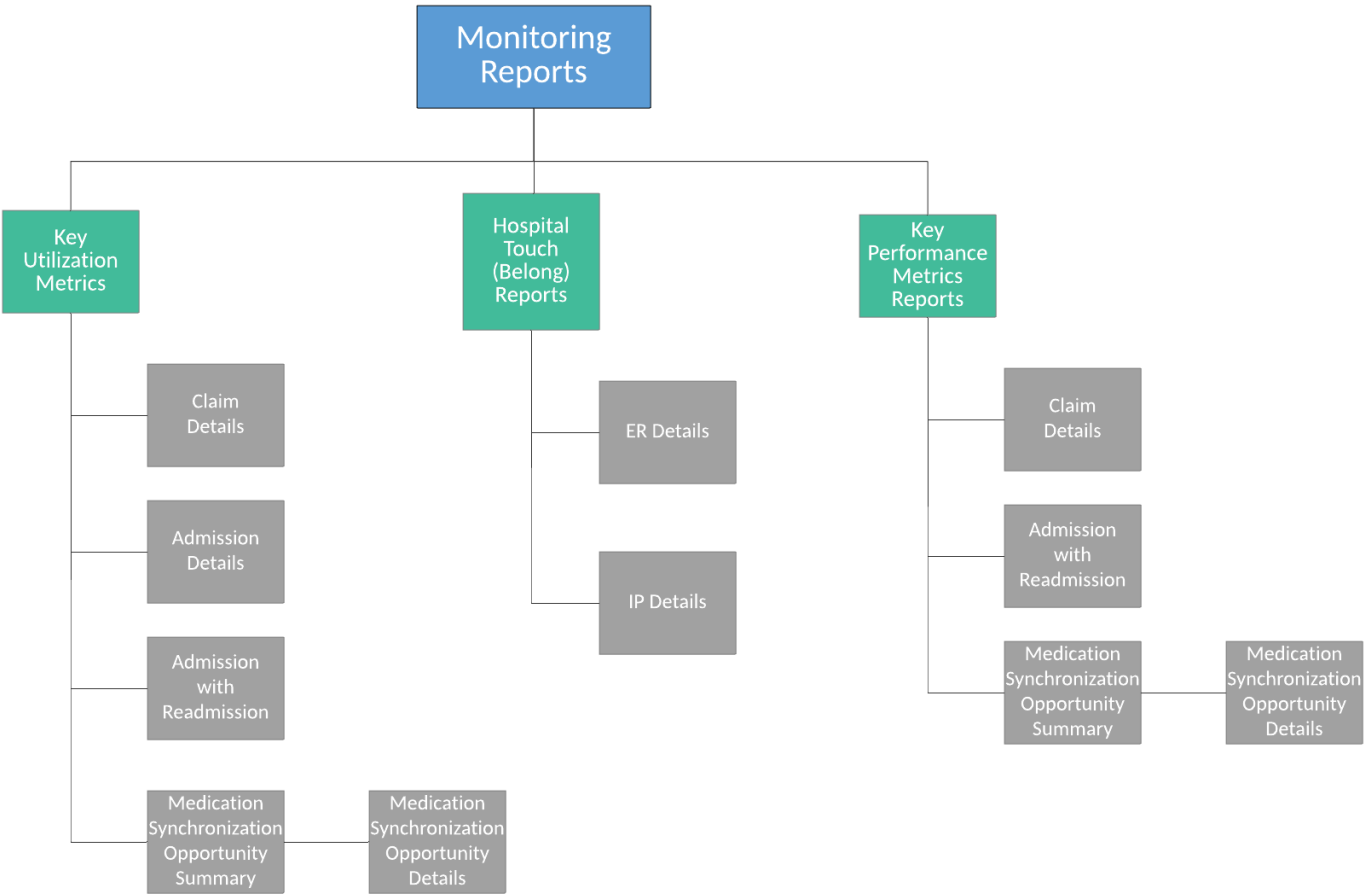 Monitoring
Reports
Key
Utilization
Metrics
Hospital
Touch
(Belong)
Reports
Key
Performance
Metrics
Reports
Claim
Details
Admission
Details
Admission
with
Readmission
Medication
Synchronization
Opportunity
Summary
Medication
Synchronization
Opportunity
Details
ER Details
IP Details
Claim
Details
Admission
with
Readmission
Medication
Synchronization
Opportunity
Summary
Medication
Synchronization
Opportunity
Details